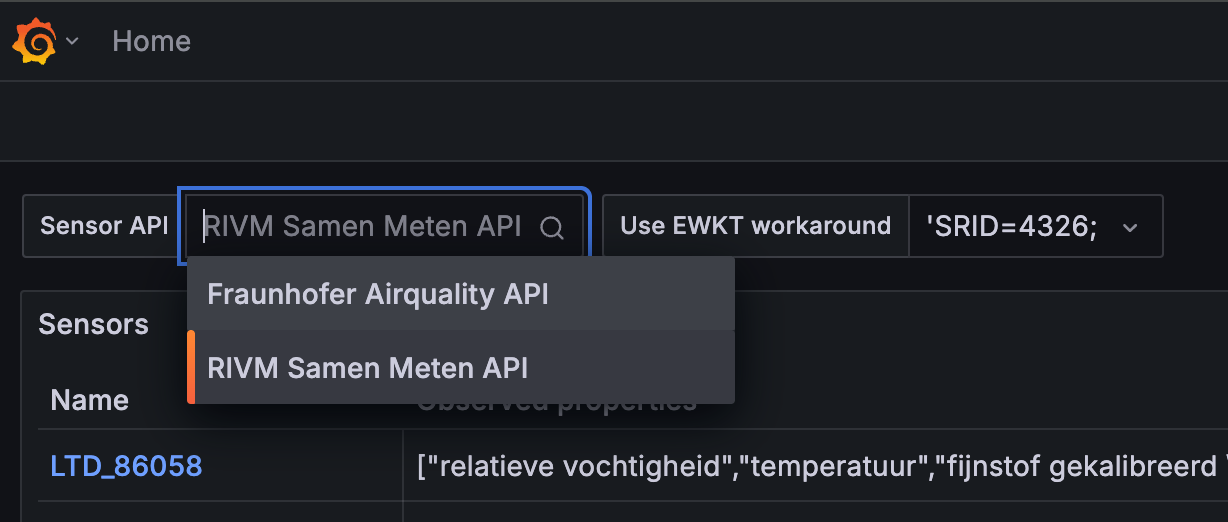 Home
Sensor API
RIVM Samen Meten API
Use EWKT workaround
'SRID=4326;
Fraunhofer Airquality API
RIVM Samen Meten API
Sensors
Name
Observed properties
LTD_86058
["relatieve vochtigheid","temperatuur","fijnstof gekalibreerd